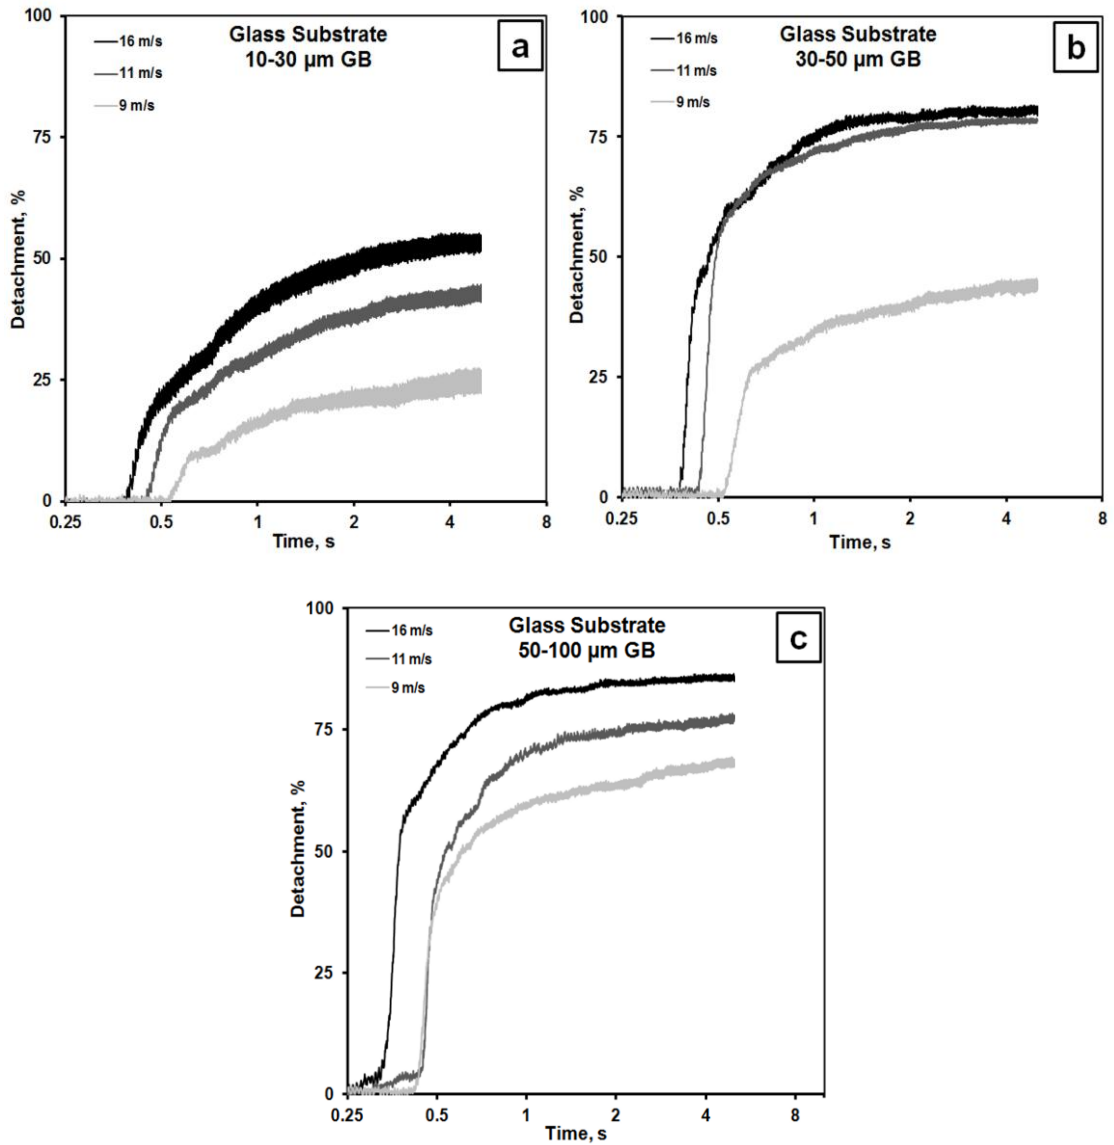 a
Glass Substrate
10-30 µm GB
16 m/s
11 m/s
9 m/s
100
75
50
25
0
Detachment, %
0.25 0.5 1 2 4 8
Time, s
b
Glass Substrate
30-50 µm GB
16 m/s
11 m/s
9 m/s
100
75
50
25
0
Detachment, %
0.25 0.5 1 2 4 8
Time, s
c
Glass Substrate
50-100 µm GB
16 m/s
11 m/s
9 m/s
100
75
50
25
0
Detachment, %
0.25 0.5 1 2 4 8
Time, s